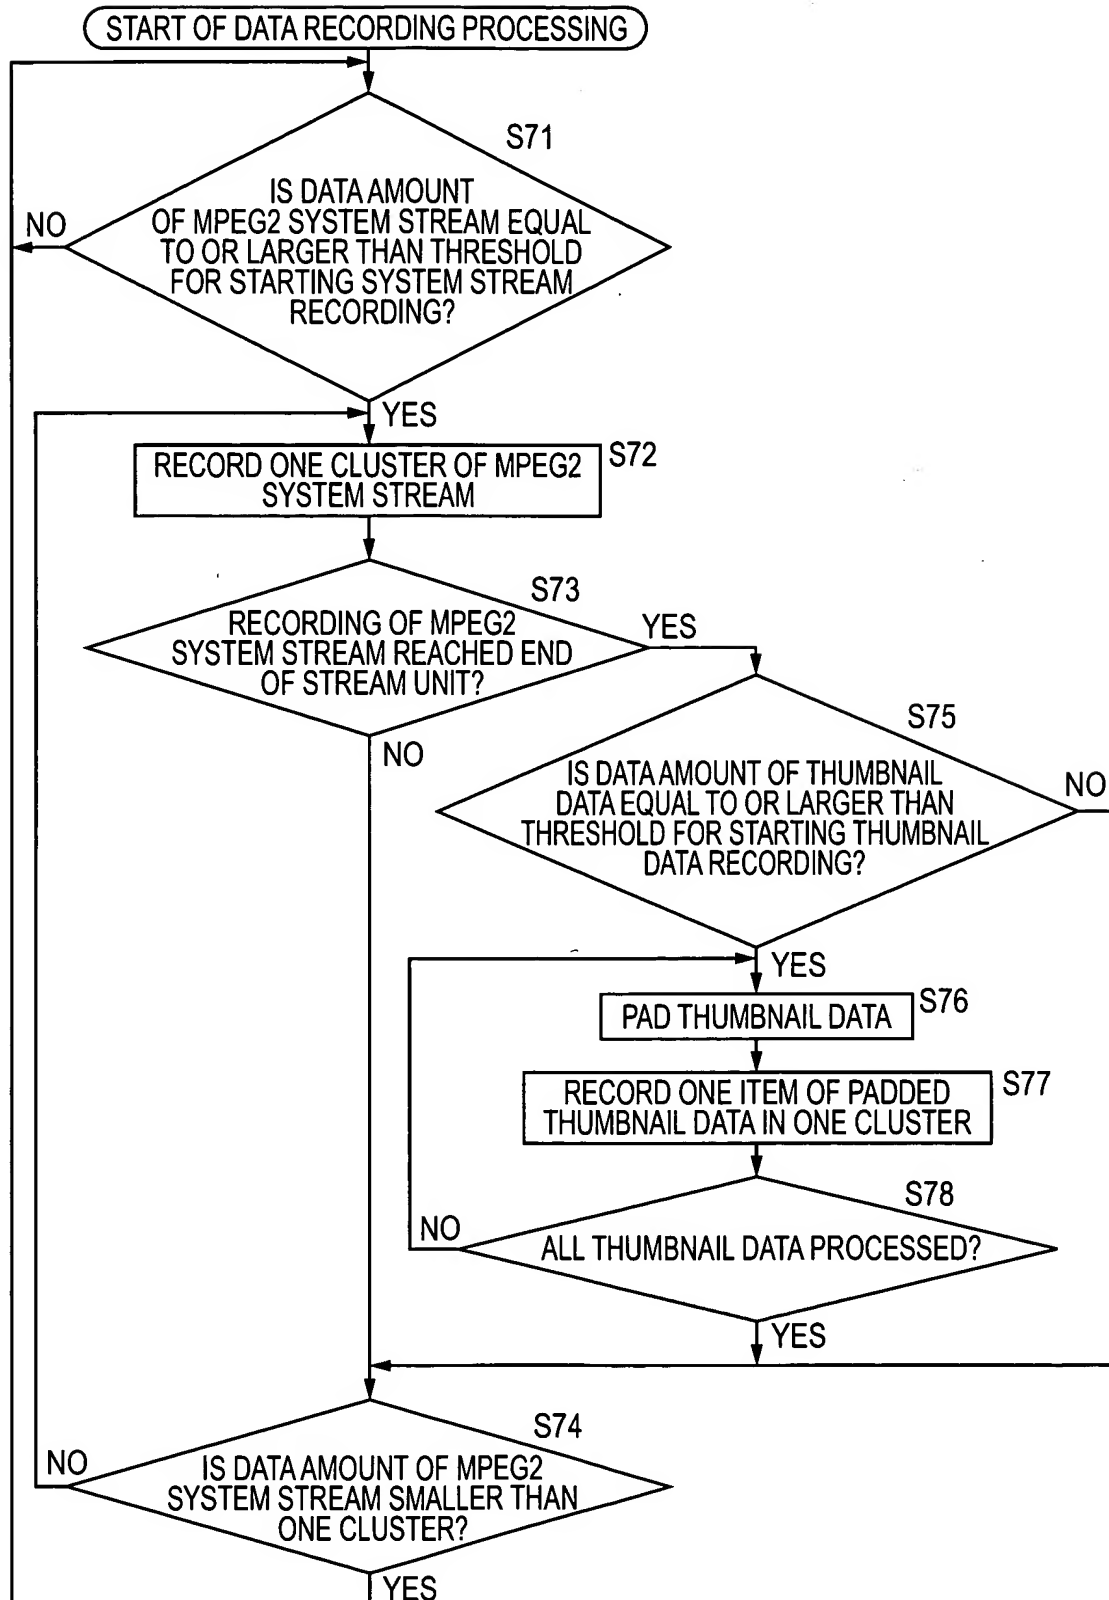 START OF DATA RECORDING PROCESSING
S71
IS DATA AMOUNT
OF MPEG2 SYSTEM STREAM EQUAL
TO OR LARGER THAN THRESHOLD
FOR STARTING SYSTEM STREAM
RECORDING?
NO
YES
RECORD ONE CLUSTER OF MPEG2
SYSTEM STREAM
S72
S73
RECORDING OF MPEG2
SYSTEM STREAM REACHED END
OF STREAM UNIT?
YES
NO
S75
IS DATA AMOUNT OF THUMBNAIL
DATA EQUAL TO OR LARGER THAN
THRESHOLD FOR STARTING THUMBNAIL
DATA RECORDING?
NO
YES
PAD THUMBNAIL DATA
S76
RECORD ONE ITEM OF PADDED
THUMBNAIL DATA IN ONE CLUSTER
S77
S78
ALL THUMBNAIL DATA PROCESSED?
NO
YES
S74
IS DATA AMOUNT OF MPEG2
SYSTEM STREAM SMALLER THAN
ONE CLUSTER?
NO
YES